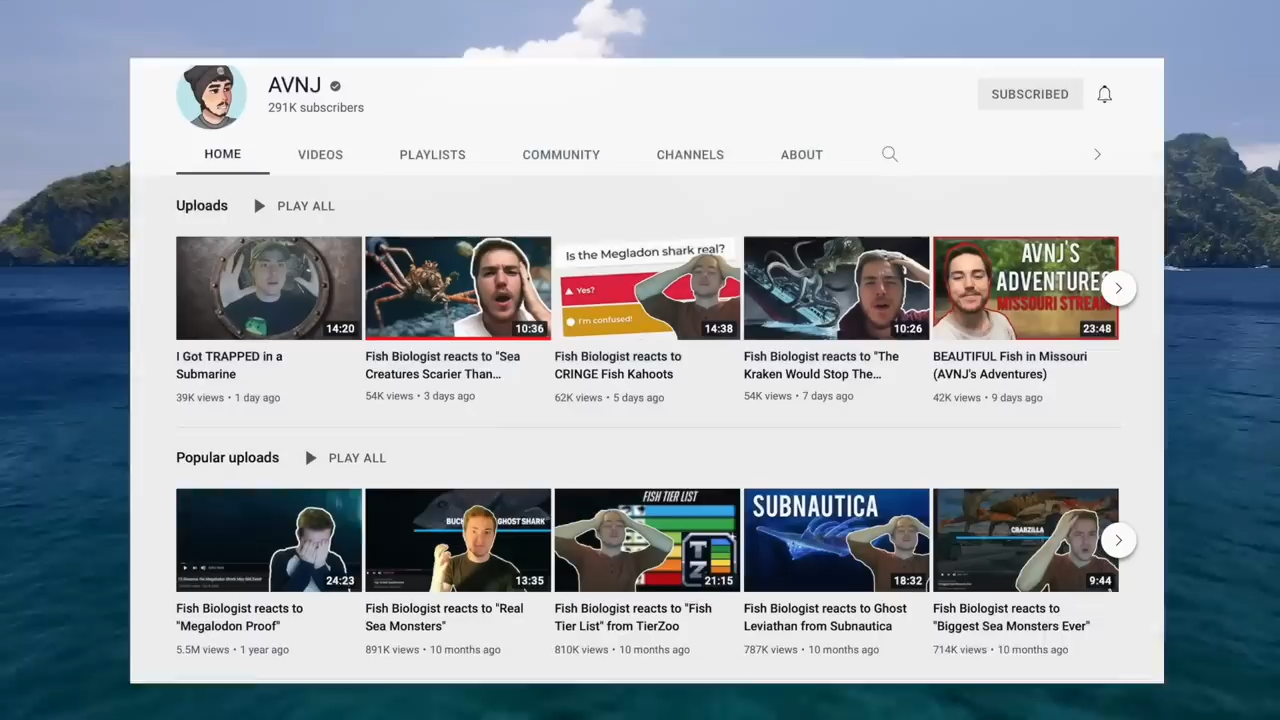 AVNJ
291K subscribers
SUBSCRIBED
HOME VIDEOS PLAYLISTS COMMUNITY CHANNELS ABOUT
Uploads PLAY ALL
Is the Megladon shark real?
Yes?
I'm confused!
AVNJ'S
ADVENTURES
MISSOURI STREAM
14:20 10:36 14:38 10:26 23:48
I Got TRAPPED in a
Submarine
39K views • 1 day ago
Fish Biologist reacts to "Sea
Creatures Scarier Than...
54K views • 3 days ago
Fish Biologist reacts to
CRINGE Fish Kahoots
62K views • 5 days ago
Fish Biologist reacts to "The
Kraken Would Stop The...
54K views • 7 days ago
BEAUTIFUL Fish in Missouri
(AVNJ's Adventures)
42K views • 9 days ago
Popular uploads PLAY ALL
GHOST SHARK
FISH TIER LIST
TZ
SUBNAUTICA
CRABZILLA
24:23 13:35 21:15 18:32 9:44
Fish Biologist reacts to
"Megalodon Proof"
5.5M views • 1 year ago
Fish Biologist reacts to "Real
Sea Monsters"
891K views • 10 months ago
Fish Biologist reacts to "Fish
Tier List" from TierZoo
810K views • 10 months ago
Fish Biologist reacts to Ghost
Leviathan from Subnautica
787K views • 10 months ago
Fish Biologist reacts to
"Biggest Sea Monsters Ever"
714K views • 10 months ago